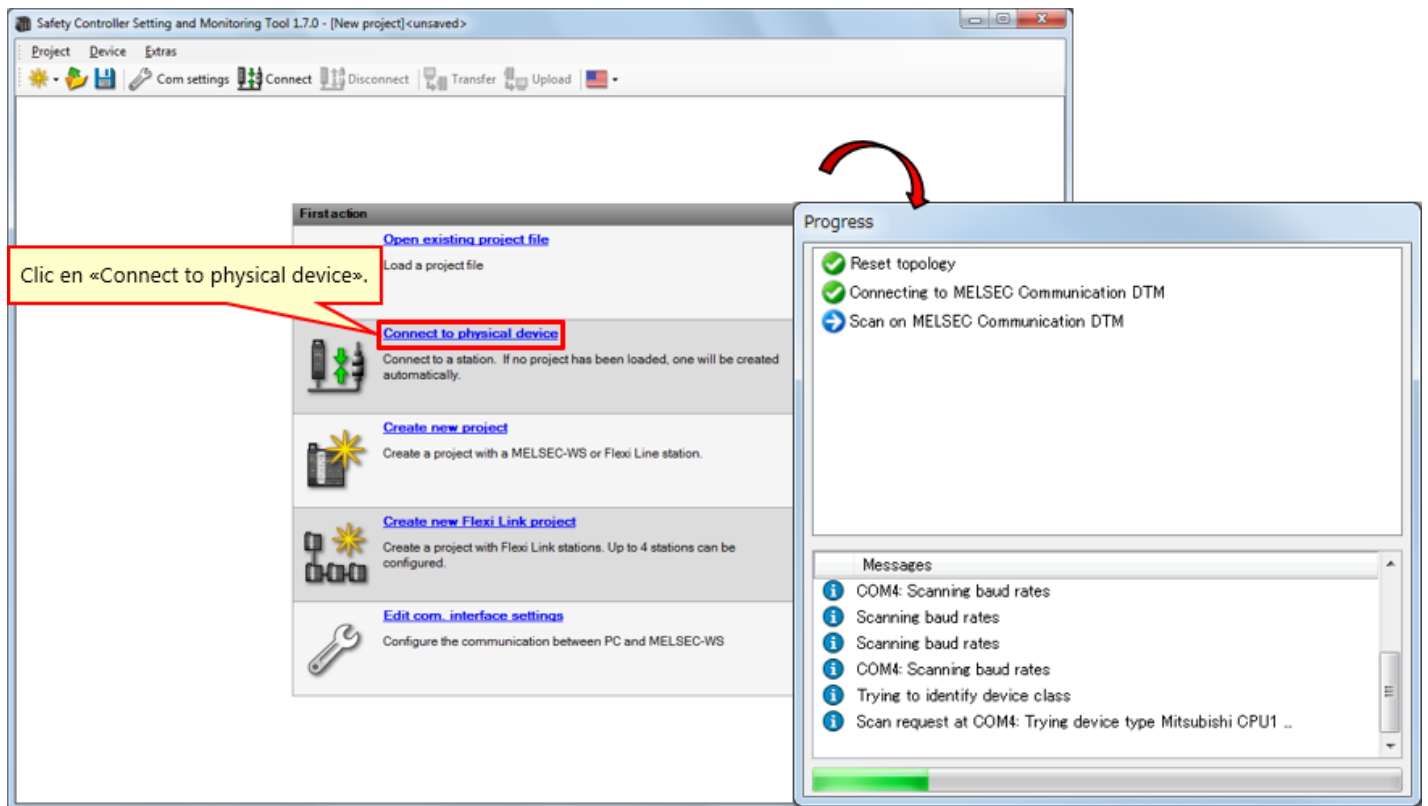 Safety Controller Setting and Monitoring Tool 1.7.0 - [New project]<unsaved>
Project Device Extras
Com settings Connect Disconnect Transfer Upload
First action
Open existing project file
Load a project file
Clic en «Connect to physical device».
Connect to physical device
Connect to a station. If no project has been loaded, one will be created
automatically.
Create new project
Create a project with a MELSEC-WS or Flexi Line station.
Create new Flexi Link project
Create a project with Flexi Link stations. Up to 4 stations can be
configured.
Edit com. interface settings
Configure the communication between PC and MELSEC-WS
Progress
Reset topology
Connecting to MELSEC Communication DTM
Scan on MELSEC Communication DTM
Messages
COM4: Scanning baud rates
Scanning baud rates
Scanning baud rates
COM4: Scanning baud rates
Trying to identify device class
Scan request at COM4: Trying device type Mitsubishi CPU1 ...